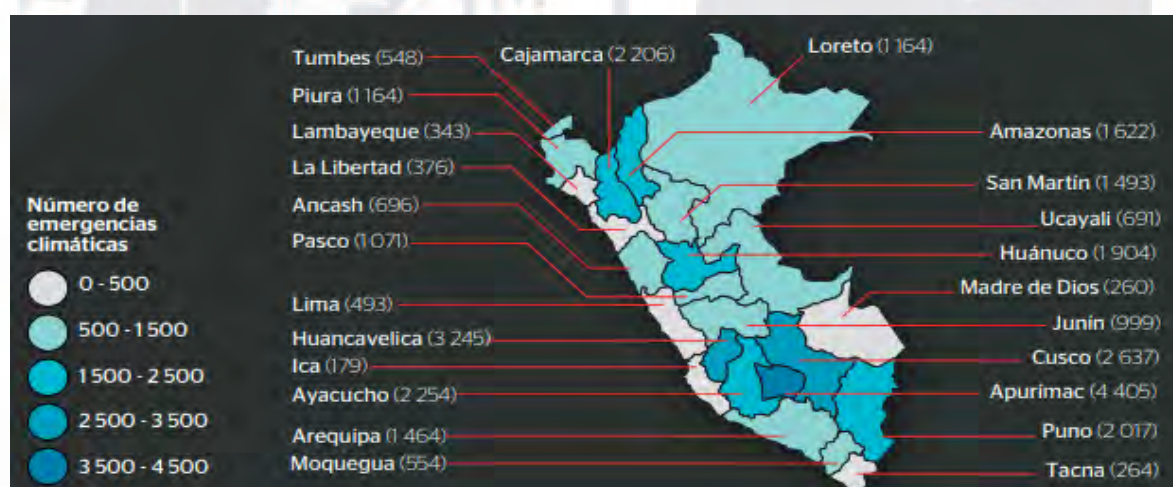 Tumbes (548)
Piura (1 164)
Lambayeque (343)
La Libertad (376)
Ancash (696)
Pasco (1 071)
Lima (493)
Huancavelica (3 245)
Ica (179)
Ayacucho (2 254)
Arequipa (1 464)
Moquegua (554)
Cajamarca (2 206)
Loreto (1 164)
Amazonas (1 622)
San Martín (1 493)
Ucayali (691)
Huánuco (1 904)
Madre de Dios (260)
Junín (999)
Cusco (2 637)
Apurímac (4 405)
Puno (2 017)
Tacna (264)
Número de
emergencias
climáticas
0 - 500
500 - 1 500
1 500 - 2 500
2 500 - 3 500
3 500 - 4 500